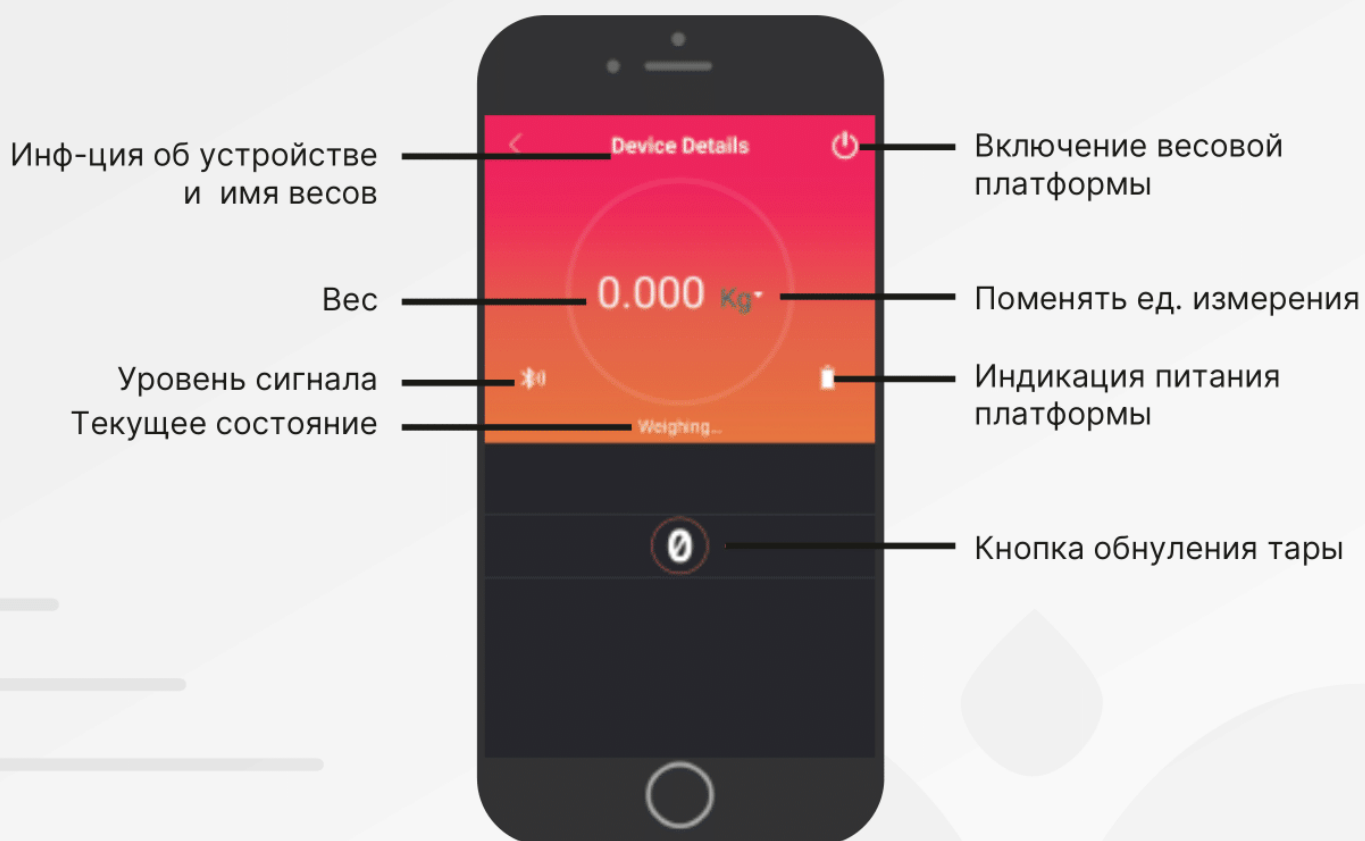 Инф-ция об устройстве
и имя весов
Вес
Уровень сигнала
Текущее состояние
Device Details
0.000 Kg
Weighing...
0
Включение весовой
платформы
Поменять ед. измерения
Индикация питания
платформы
Кнопка обнуления тары